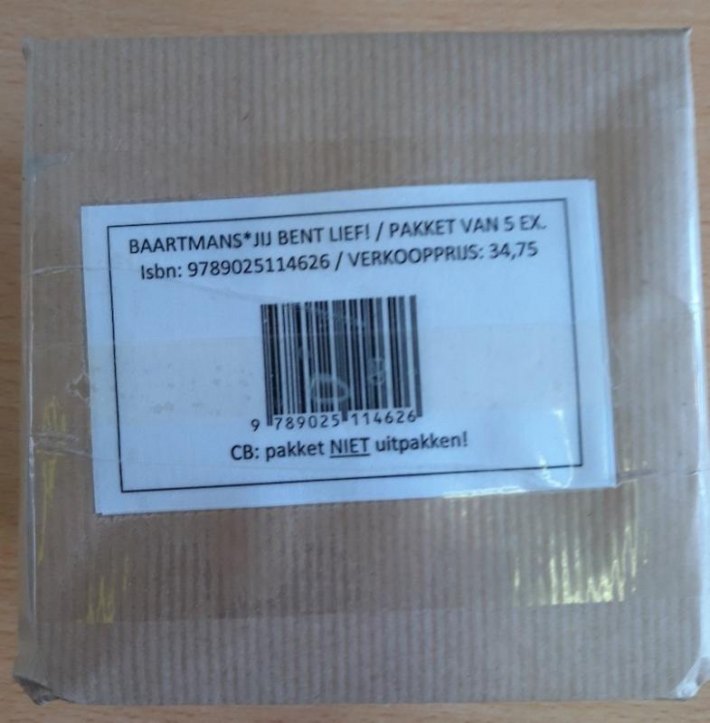 BAARTMANS*JIJ BENT LIEF! / PAKKET VAN 5 EX.
Isbn: 9789025114626 / VERKOOPPRIJS: 34,75
9 789025 114626
CB: pakket NIET uitpakken!